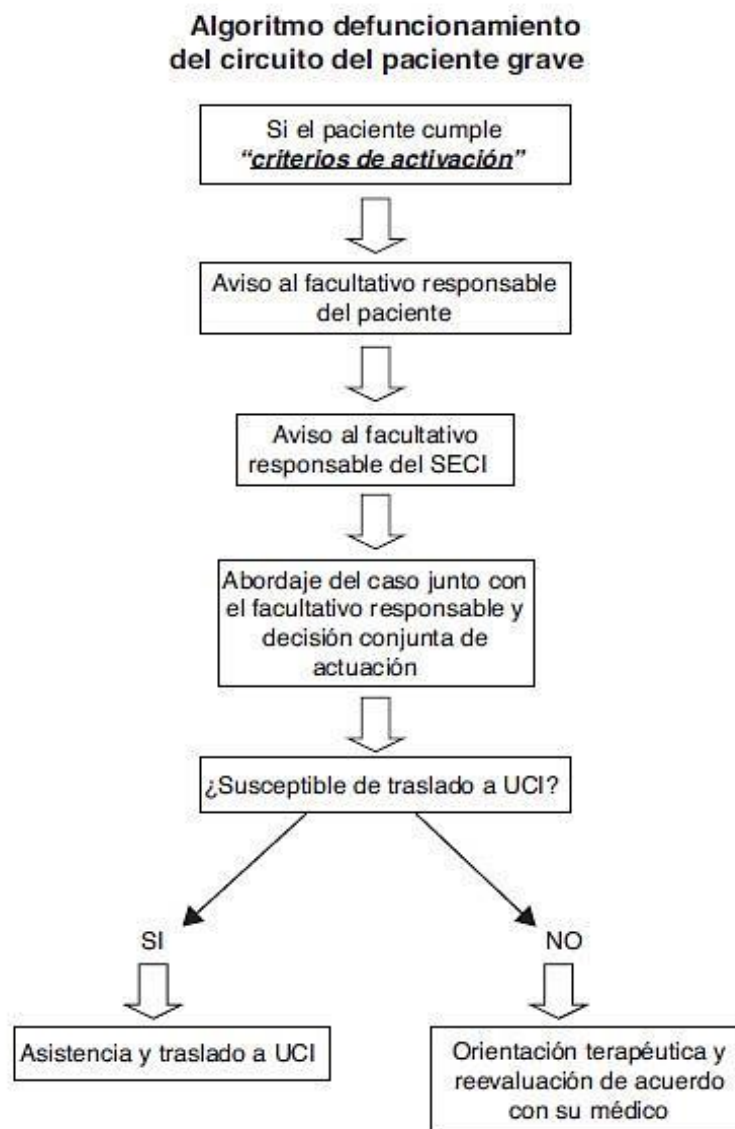 Algoritmo defuncionamiento
del circuito del paciente grave
Si el paciente cumple
“criterios de activación”
Aviso al facultativo responsable
del paciente
Aviso al facultativo
responsable del SECI
Abordaje del caso junto con
el facultativo responsable y
decisión conjunta de
actuación
¿Susceptible de traslado a UCI?
SI
NO
Asistencia y traslado a UCI
Orientación terapéutica y
reevaluación de acuerdo
con su médico